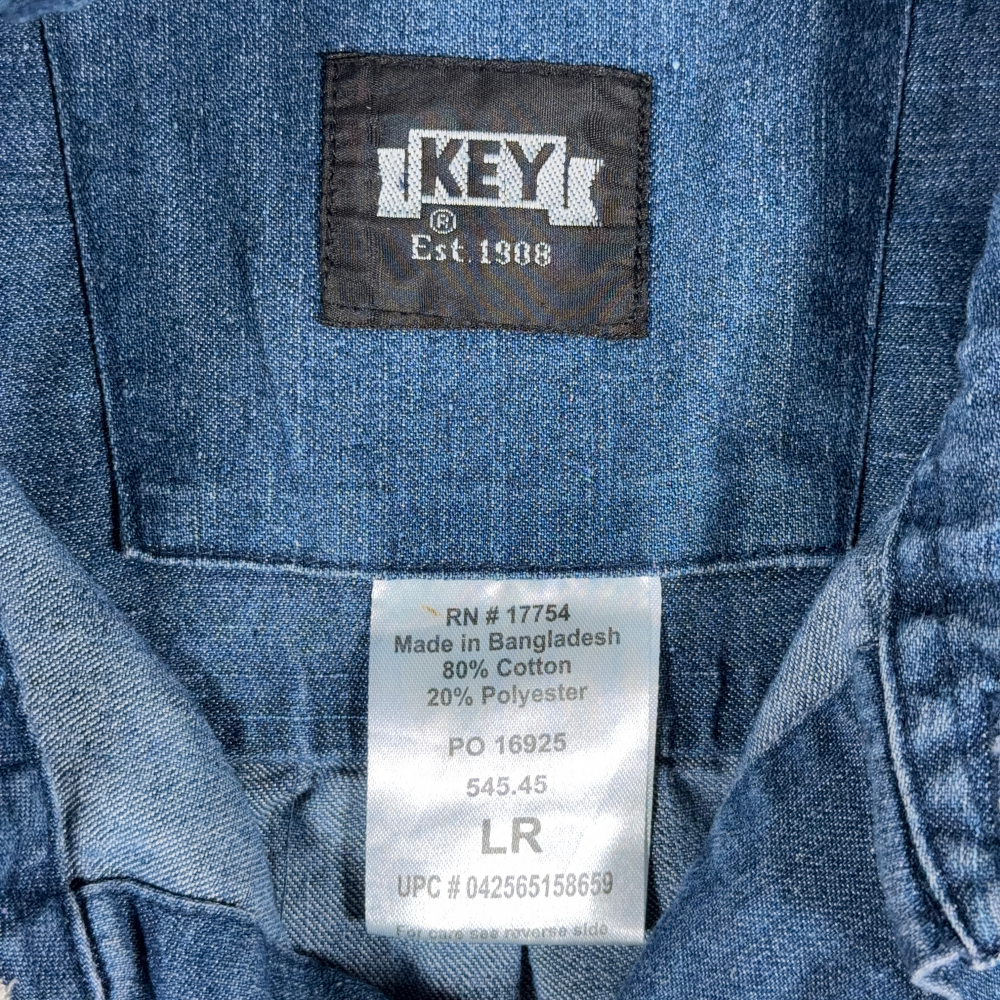 KEY
®
Est. 1908
RN # 17754
Made in Bangladesh
80% Cotton
20% Polyester
PO 16925
545.45
LR
UPC # 042565158659
For care see reverse side